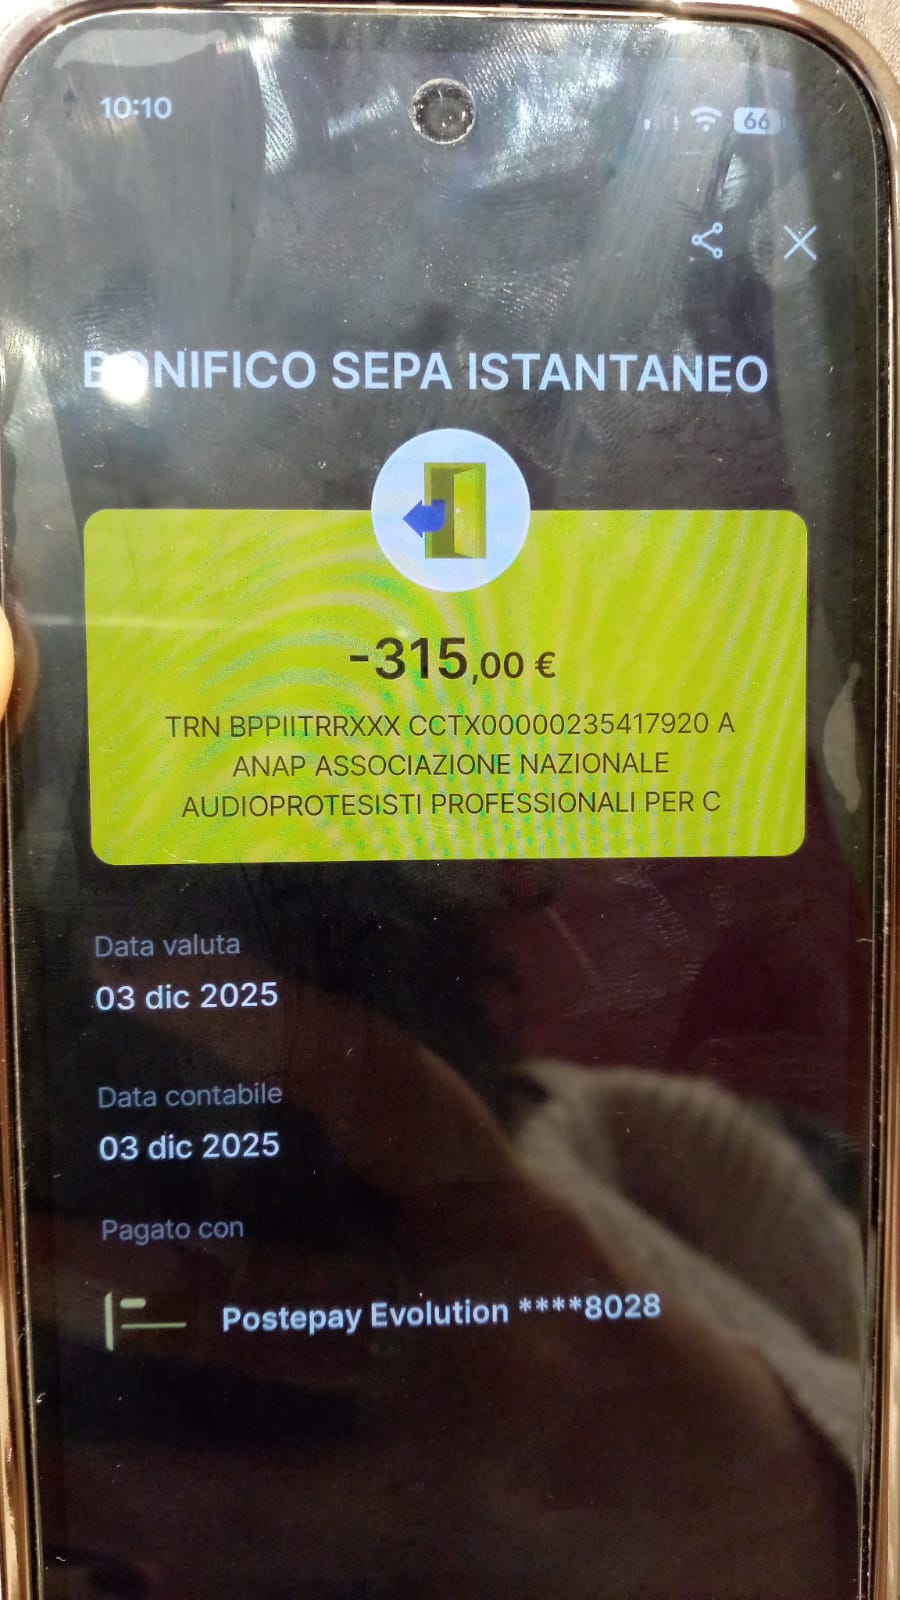 10:10
66
BONIFICO SEPA ISTANTANEO
-315,00 €
TRN BPPIITRRXXX CCTX00000235417920 A
ANAP ASSOCIAZIONE NAZIONALE
AUDIOPROTESISTI PROFESSIONALI PER C
Data valuta
03 dic 2025
Data contabile
03 dic 2025
Pagato con
Postepay Evolution ****8028